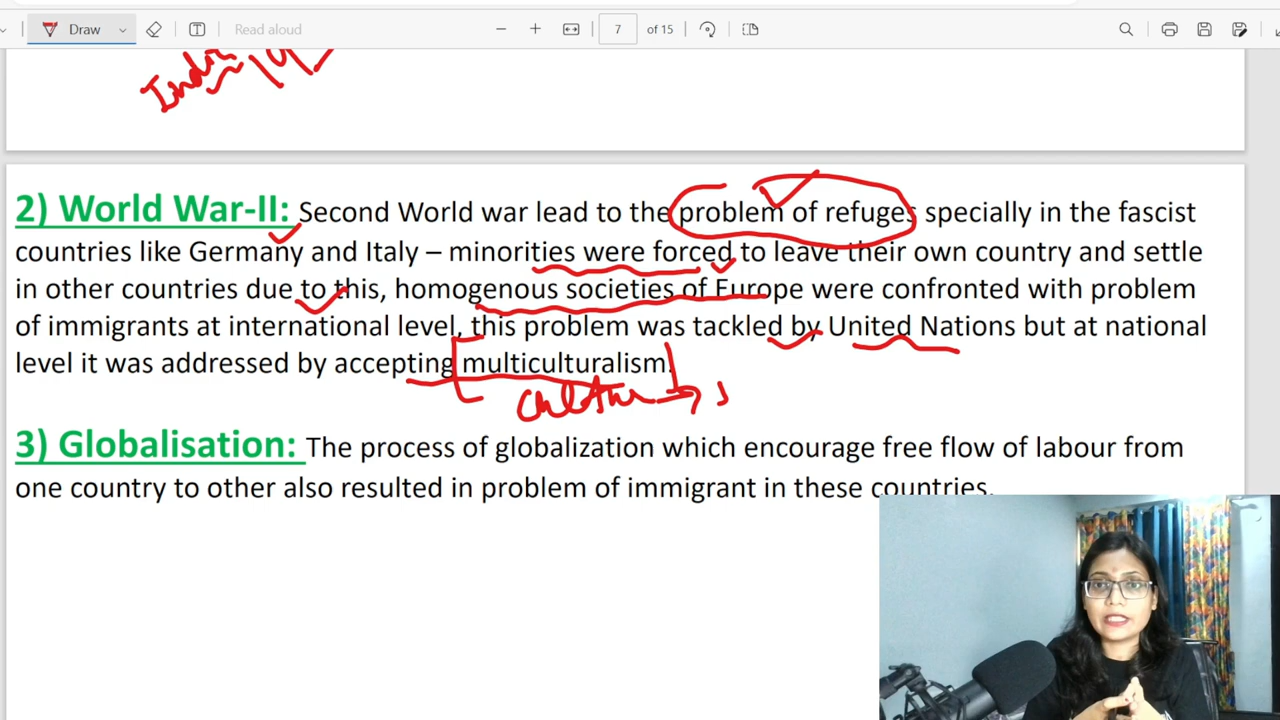 Draw
Read aloud
7 of 15
India
2) World War-II: Second World war lead to the problem of refuges specially in the fascist
countries like Germany and Italy – minorities were forced to leave their own country and settle
in other countries due to this, homogenous societies of Europe were confronted with problem
of immigrants at international level, this problem was tackled by United Nations but at national
level it was addressed by accepting multiculturalism.
culture
3) Globalisation: The process of globalization which encourage free flow of labour from
one country to other also resulted in problem of immigrant in these countries.